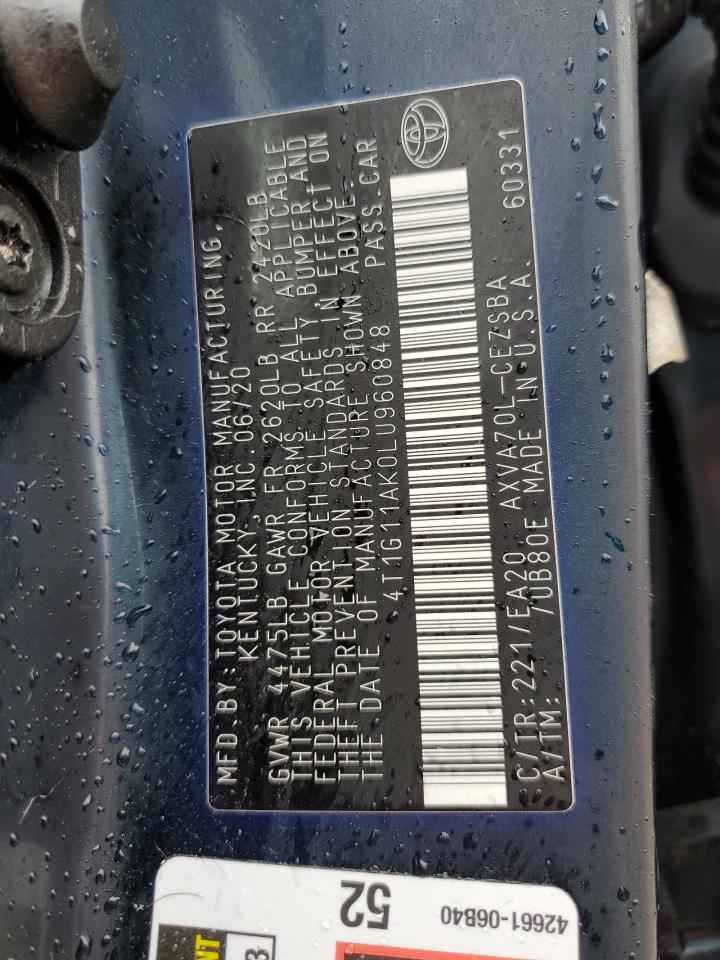 MFD. BY: TOYOTA MOTOR MANUFACTURING,
KENTUCKY, INC 06/20
GVWR 4475LB GAWR FR 2620LB RR 2420LB
THIS VEHICLE CONFORMS TO ALL APPLICABLE
FEDERAL MOTOR VEHICLE SAFETY, BUMPER AND
THEFT PREVENTION STANDARDS IN EFFECT ON
THE DATE OF MANUFACTURE SHOWN ABOVE.
4T1G11AK0LU960848 PASS CAR
C/TR: 221/EA20 AXVA70L-CEZSBA 60331
A/TM: /0B80E MADE IN U.S.A.
52
42661-06B40